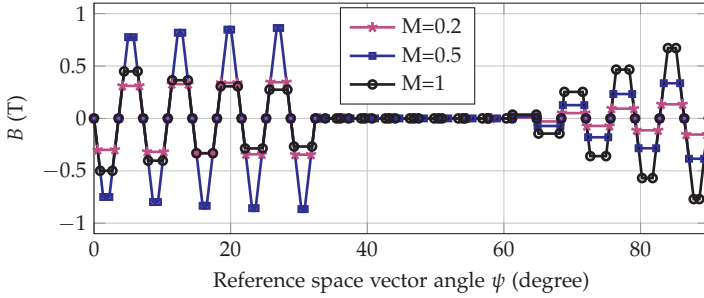 1
0.5
0
−0.5
−1
B (T)
M=0.2
M=0.5
M=1
0 20 40 60 80
Reference space vector angle ψ (degree)